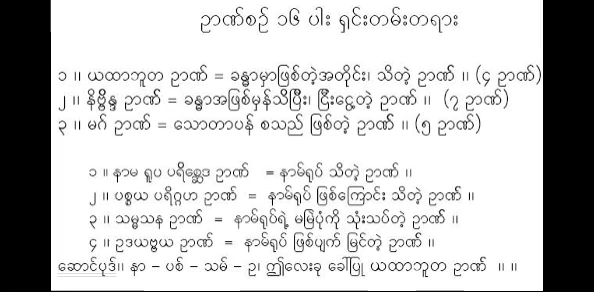 ဉာဏ်စဉ် ၁၆ ပါး ရှင်းတမ်းတရား
၁ ။ ယထာဘူတ ဉာဏ် = ခန္ဓာမှာဖြစ်တဲ့အတိုင်း၊ သိတဲ့ ဉာဏ် ။ (၄ ဉာဏ်)
၂ ။ နိဗ္ဗိန္ဒ ဉာဏ် = ခန္ဓာအဖြစ်မှန်သိပြီး၊ ငြီးငွေ့တဲ့ ဉာဏ် ။ (၇ ဉာဏ်)
၃ ။ မဂ် ဉာဏ် = သောတာပန် စသည် ဖြစ်တဲ့ ဉာဏ် ။ (၅ ဉာဏ်)
၁ ။ နာမ ရူပ ပရိစ္ဆေဒ ဉာဏ် = နာမ်ရုပ် သိတဲ့ ဉာဏ် ။
၂ ။ ပစ္စယ ပရိဂ္ဂဟ ဉာဏ် = နာမ်ရုပ် ဖြစ်ကြောင်း သိတဲ့ ဉာဏ် ။
၃ ။ သမ္မသန ဉာဏ် = နာမ်ရုပ်ရဲ့ မမြဲပုံကို သုံးသပ်တဲ့ ဉာဏ် ။
၄ ။ ဥဒယဗ္ဗယ ဉာဏ် = နာမ်ရုပ် ဖြစ်ပျက် မြင်တဲ့ ဉာဏ် ။
ဆောင်ပုဒ်။ နာ – ပစ် – သမ် – ဥ၊ ဤလေးခု ခေါ်ပြု ယထာဘူတ ဉာဏ် ။ ။